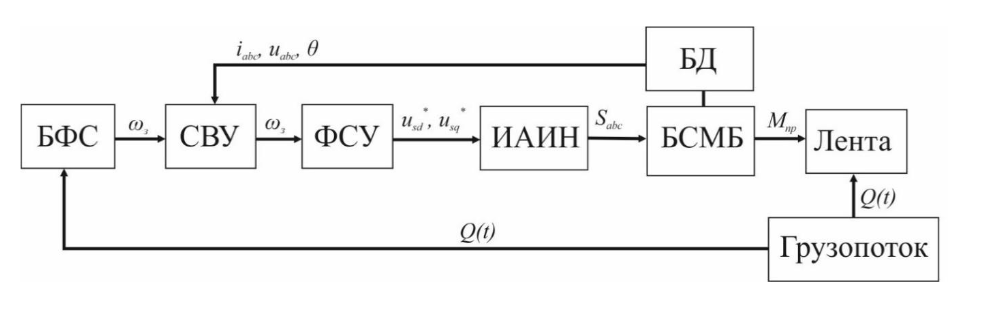 i_abc, u_abc, θ
БД
БФС
ω_з
СВУ
ω_з
ФСУ
u_sd*, u_sq*
ИАИН
S_abc
БСМБ
M_пр
Лента
Q(t)
Q(t)
Грузопоток